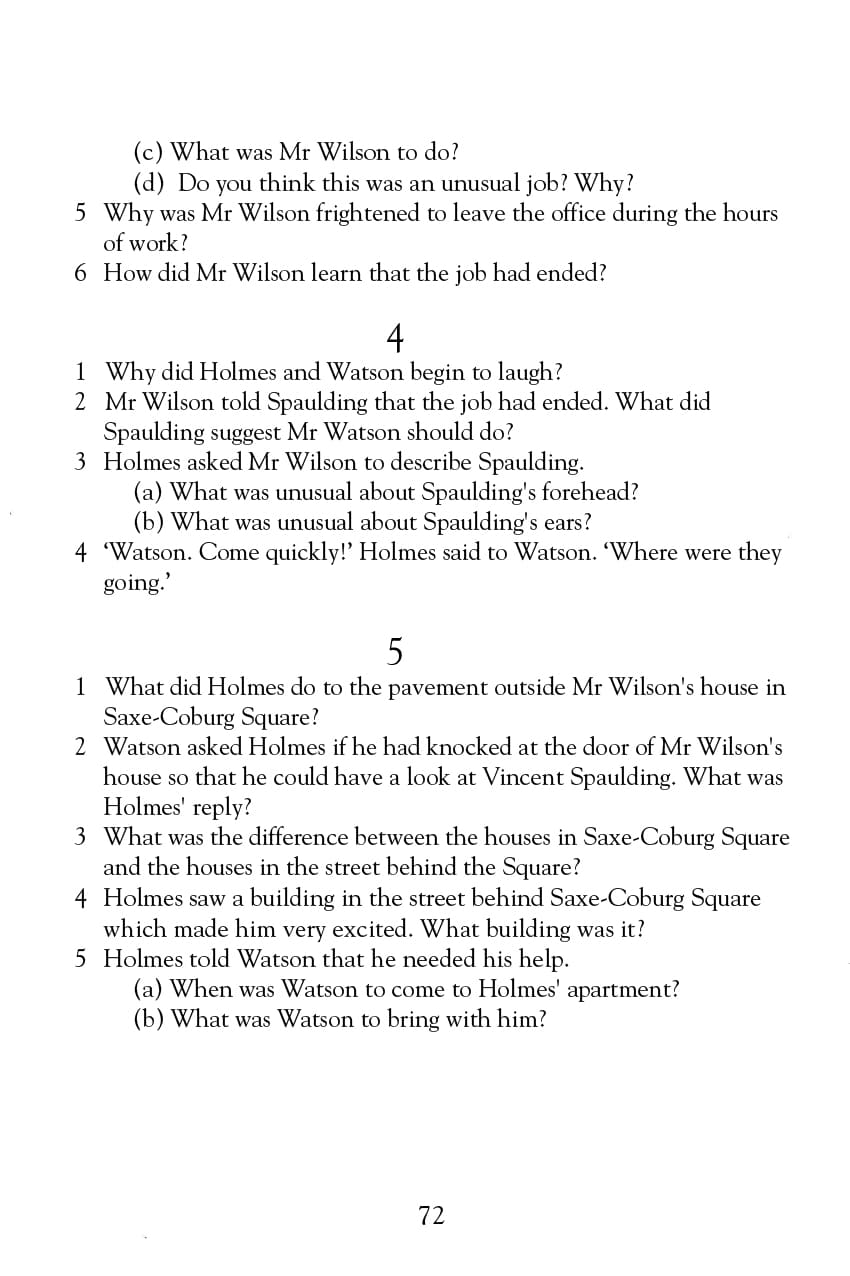 (c) What was Mr Wilson to do?
(d) Do you think this was an unusual job? Why?
5 Why was Mr Wilson frightened to leave the office during the hours
of work?
6 How did Mr Wilson learn that the job had ended?
4
1 Why did Holmes and Watson begin to laugh?
2 Mr Wilson told Spaulding that the job had ended. What did
Spaulding suggest Mr Watson should do?
3 Holmes asked Mr Wilson to describe Spaulding.
(a) What was unusual about Spaulding's forehead?
(b) What was unusual about Spaulding's ears?
4 ‘Watson. Come quickly!’ Holmes said to Watson. ‘Where were they
going.’
5
1 What did Holmes do to the pavement outside Mr Wilson's house in
Saxe-Coburg Square?
2 Watson asked Holmes if he had knocked at the door of Mr Wilson's
house so that he could have a look at Vincent Spaulding. What was
Holmes' reply?
3 What was the difference between the houses in Saxe-Coburg Square
and the houses in the street behind the Square?
4 Holmes saw a building in the street behind Saxe-Coburg Square
which made him very excited. What building was it?
5 Holmes told Watson that he needed his help.
(a) When was Watson to come to Holmes' apartment?
(b) What was Watson to bring with him?
72